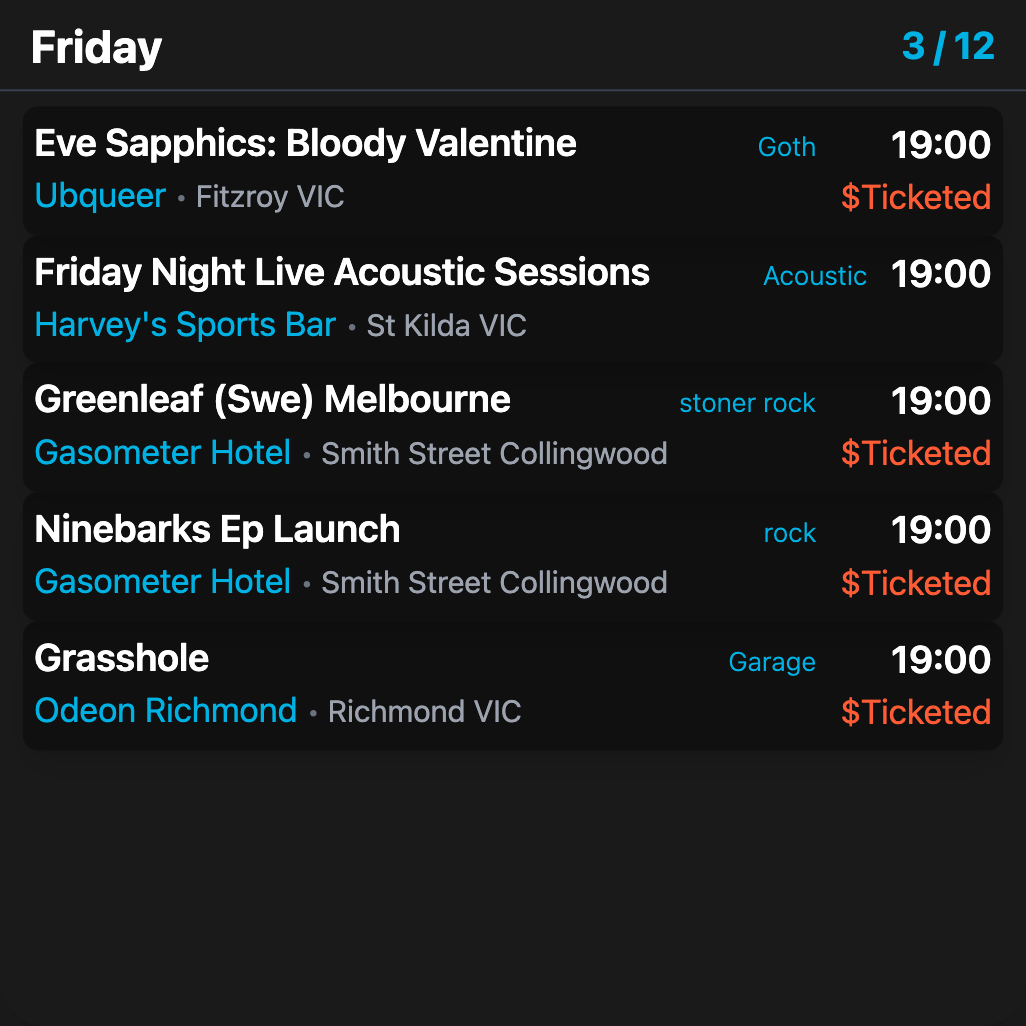 Friday 3 / 12
Eve Sapphics: Bloody Valentine Goth 19:00
Ubqueer • Fitzroy VIC $Ticketed
Friday Night Live Acoustic Sessions Acoustic 19:00
Harvey's Sports Bar • St Kilda VIC
Greenleaf (Swe) Melbourne stoner rock 19:00
Gasometer Hotel • Smith Street Collingwood $Ticketed
Ninebarks Ep Launch rock 19:00
Gasometer Hotel • Smith Street Collingwood $Ticketed
Grasshole Garage 19:00
Odeon Richmond • Richmond VIC $Ticketed